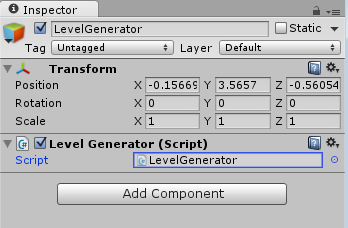 Inspector
LevelGenerator Static
Tag Untagged Layer Default
Transform
Position X -0.15669 Y 3.5657 Z -0.56054
Rotation X 0 Y 0 Z 0
Scale X 1 Y 1 Z 1
Level Generator (Script)
Script LevelGenerator
Add Component